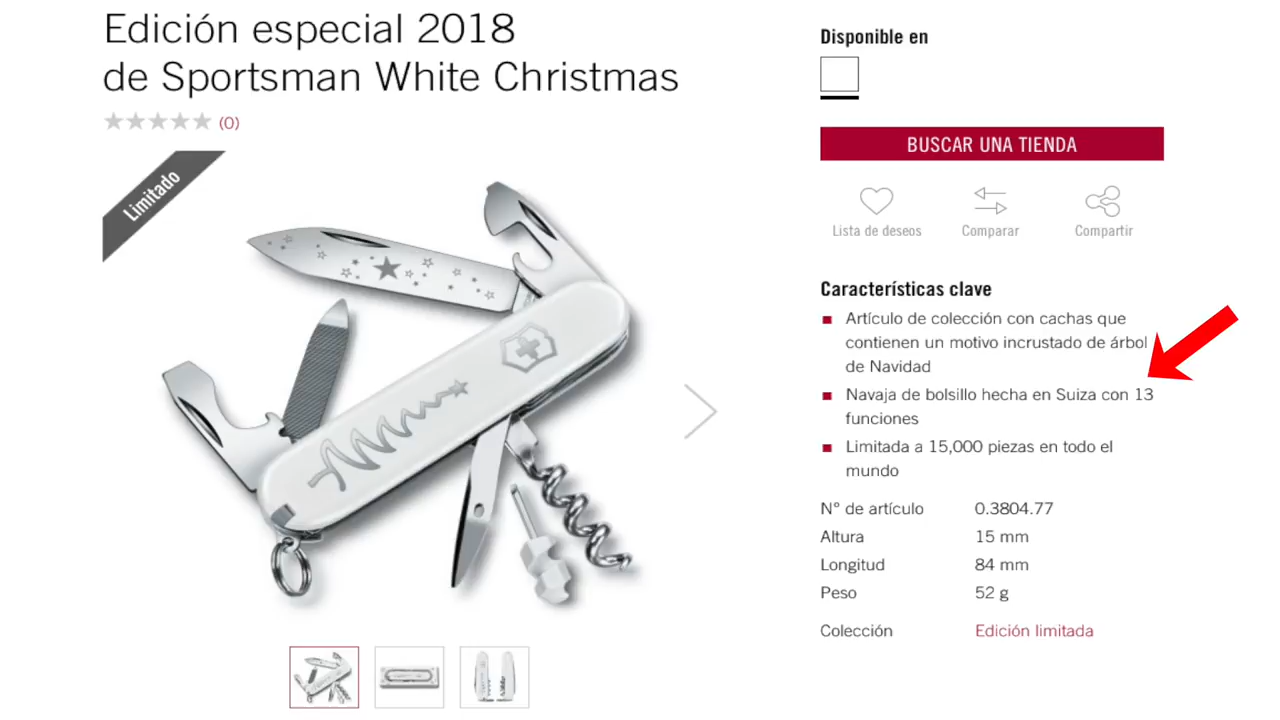 Edición especial 2018
de Sportsman White Christmas
(0)
Limitado
Disponible en
BUSCAR UNA TIENDA
Lista de deseos
Comparar
Compartir
Características clave
Artículo de colección con cachas que
contienen un motivo incrustado de árbol
de Navidad
Navaja de bolsillo hecha en Suiza con 13
funciones
Limitada a 15,000 piezas en todo el
mundo
N° de artículo 0.3804.77
Altura 15 mm
Longitud 84 mm
Peso 52 g
Colección Edición limitada